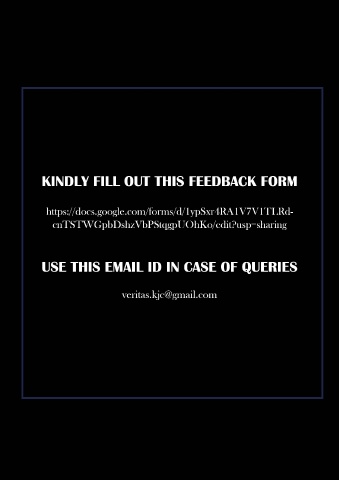 KINDLY FILL OUT THIS FEEDBACK FORM
https://docs.google.com/forms/d/1ypSxr4RA1V7V1TLRd-
cnTSTWGpbDshzVbPStqgpUOhKo/edit?usp=sharing
USE THIS EMAIL ID IN CASE OF QUERIES
veritas.kjc@gmail.com